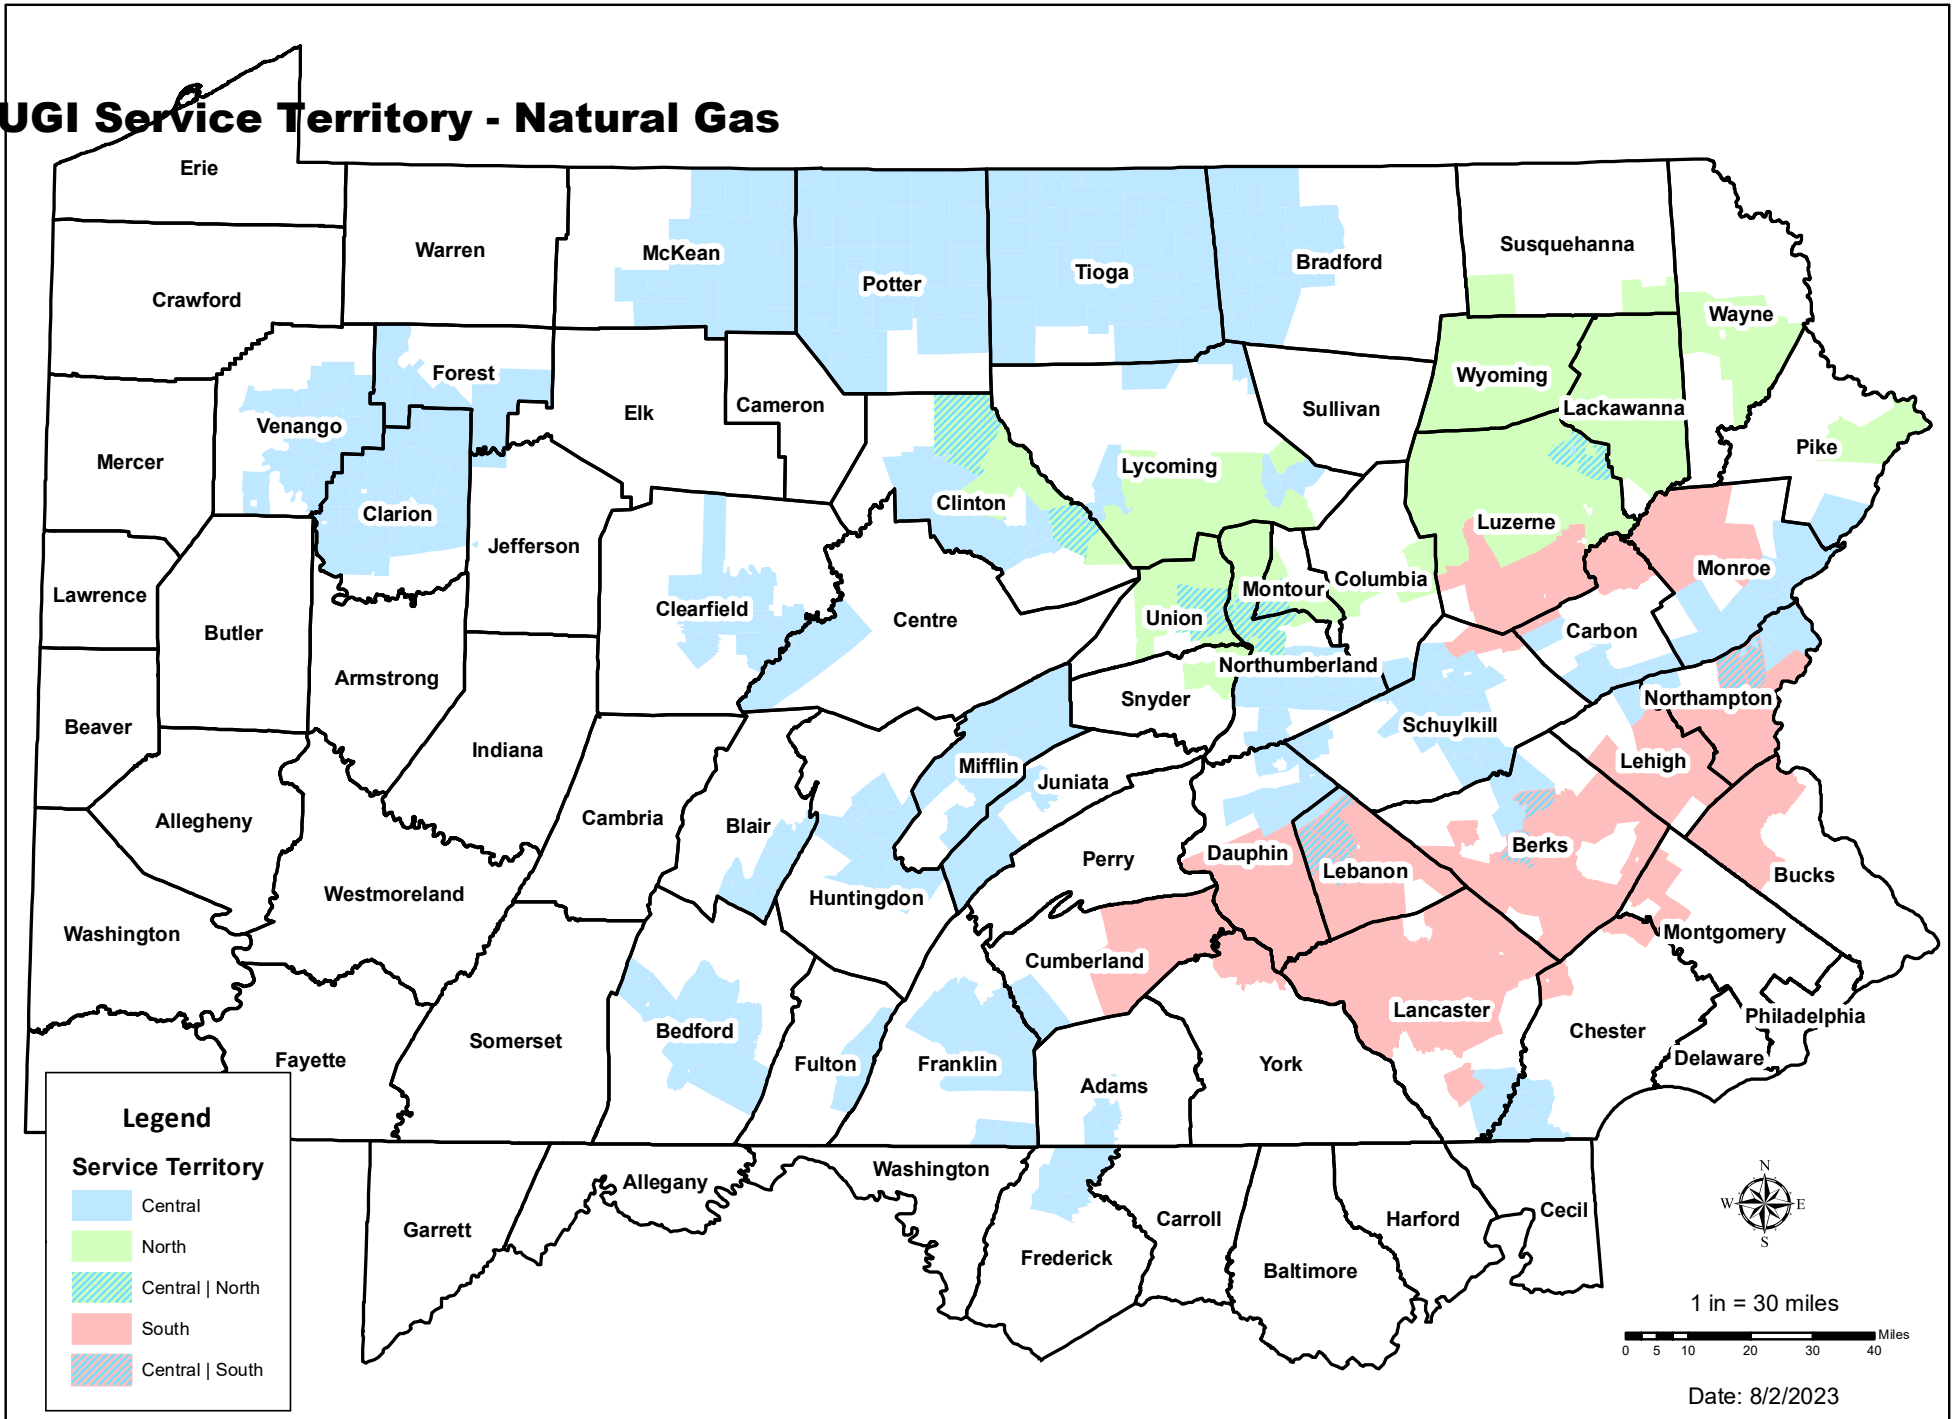 UGI Service Territory - Natural Gas
Erie
Warren
McKean
Potter
Tioga
Bradford
Susquehanna
Wayne
Crawford
Forest
Venango
Elk
Cameron
Sullivan
Wyoming
Lackawanna
Pike
Mercer
Clarion
Jefferson
Clinton
Lycoming
Luzerne
Monroe
Lawrence
Butler
Clearfield
Centre
Union
Montour
Columbia
Carbon
Armstrong
Northumberland
Snyder
Northampton
Beaver
Indiana
Mifflin
Juniata
Schuylkill
Lehigh
Allegheny
Cambria
Blair
Huntingdon
Perry
Dauphin
Lebanon
Berks
Bucks
Westmoreland
Washington
Cumberland
Montgomery
Fayette
Somerset
Bedford
Fulton
Franklin
Adams
York
Lancaster
Chester
Philadelphia
Delaware
Garrett
Allegany
Washington
Frederick
Carroll
Baltimore
Harford
Cecil
Legend
Service Territory
Central
North
Central | North
South
Central | South
N
W E
S
1 in = 30 miles
Miles
0 5 10 20 30 40
Date: 8/2/2023